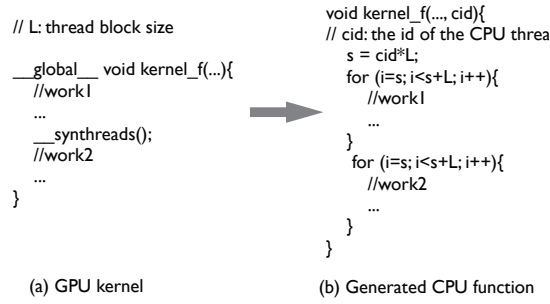 // L: thread block size
__global__ void kernel_f(...){
//work1
...
__synthreads();
//work2
...
}
(a) GPU kernel
void kernel_f(..., cid){
// cid: the id of the CPU threa
s = cid*L;
for (i=s; i<s+L; i++){
//work1
...
}
for (i=s; i<s+L; i++){
//work2
...
}
}
(b) Generated CPU function